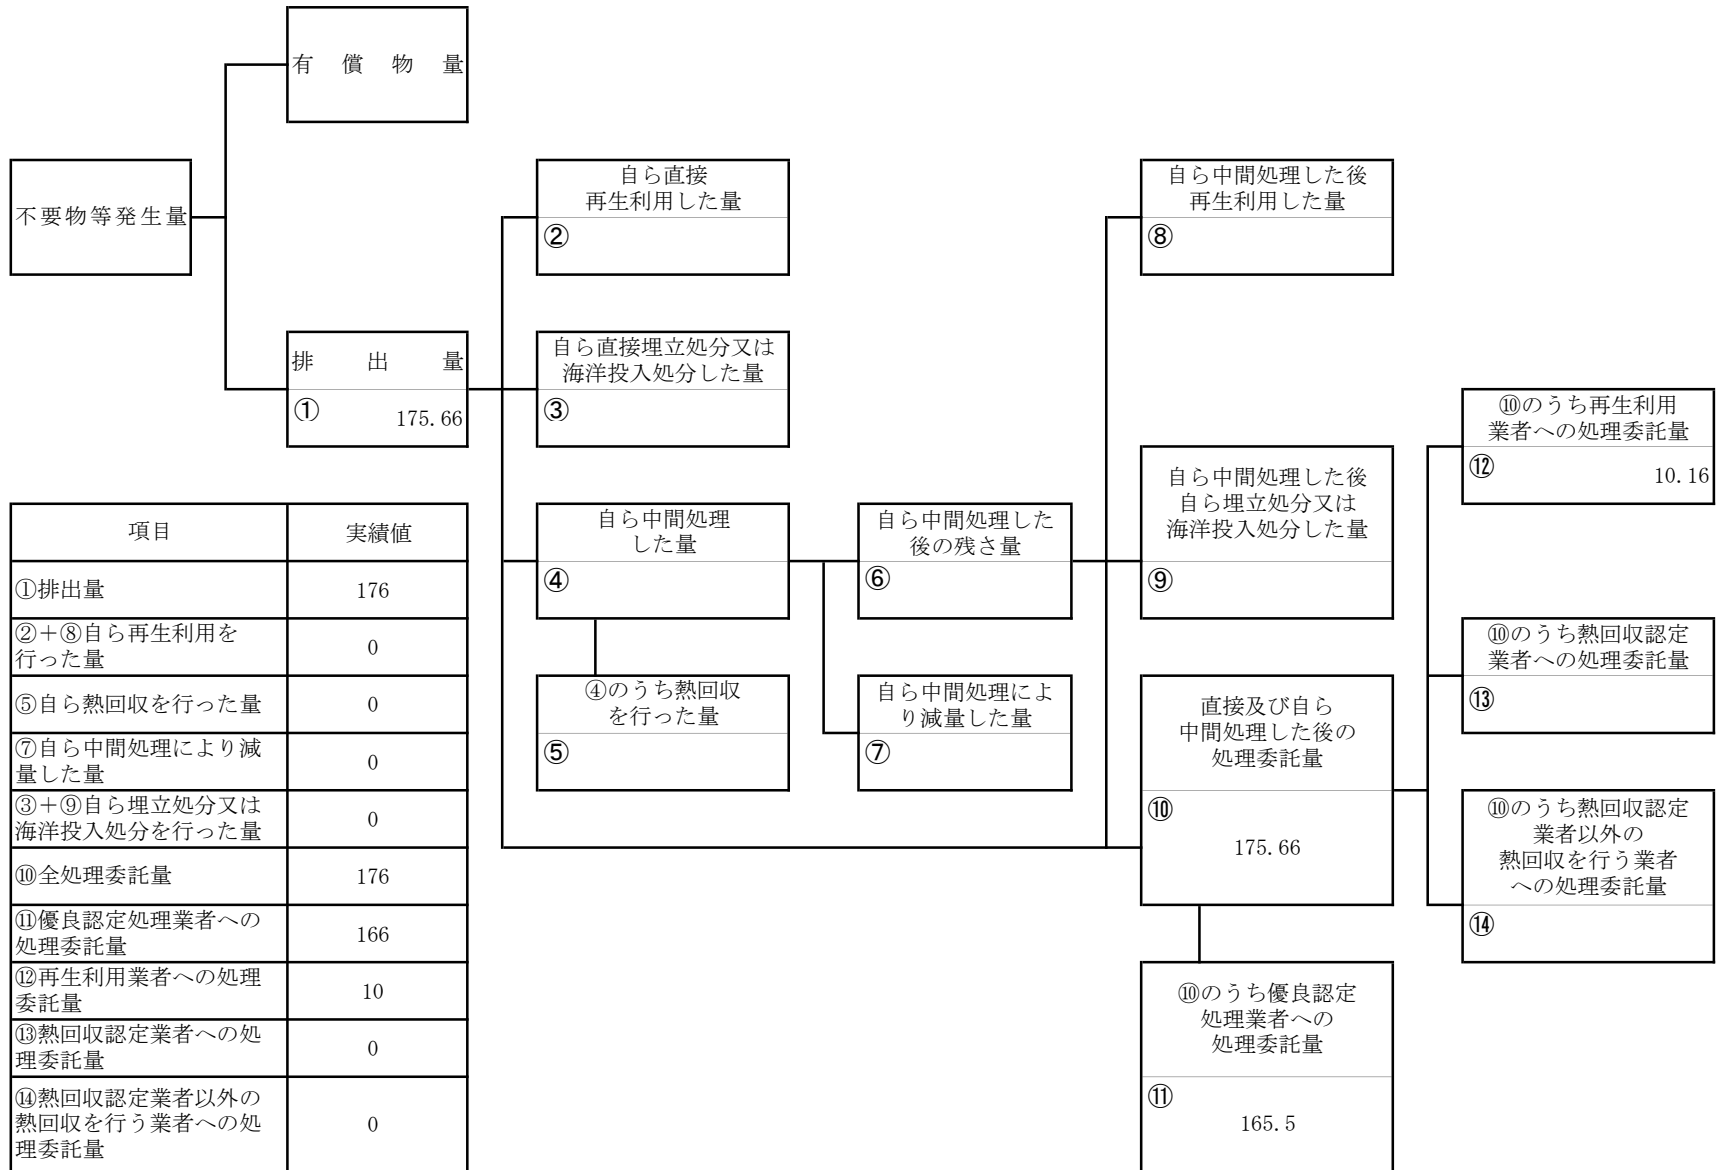 有償物量
不要物等発生量
排出量
①
175.66
自ら直接
再生利用した量
②
自ら直接埋立処分又は
海洋投入処分した量
③
自ら中間処理
した量
④
④のうち熱回収
を行った量
⑤
自ら中間処理した
後の残さ量
⑥
自ら中間処理によ
り減量した量
⑦
自ら中間処理した後
再生利用した量
⑧
自ら中間処理した後
自ら埋立処分又は
海洋投入処分した量
⑨
直接及び自ら
中間処理した後の
処理委託量
⑩
175.66
⑩のうち優良認定
処理業者への
処理委託量
⑪
165.5
⑩のうち再生利用
業者への処理委託量
⑫
10.16
⑩のうち熱回収認定
業者への処理委託量
⑬
⑩のうち熱回収認定
業者以外の
熱回収を行う業者
への処理委託量
⑭
項目 実績値
①排出量 176
②＋⑧自ら再生利用を
行った量 0
⑤自ら熱回収を行った量 0
⑦自ら中間処理により減
量した量 0
③＋⑨自ら埋立処分又は
海洋投入処分を行った量 0
⑩全処理委託量 176
⑪優良認定処理業者への
処理委託量 166
⑫再生利用業者への処理
委託量 10
⑬熱回収認定業者への処
理委託量 0
⑭熱回収認定業者以外の
熱回収を行う業者への処
理委託量 0